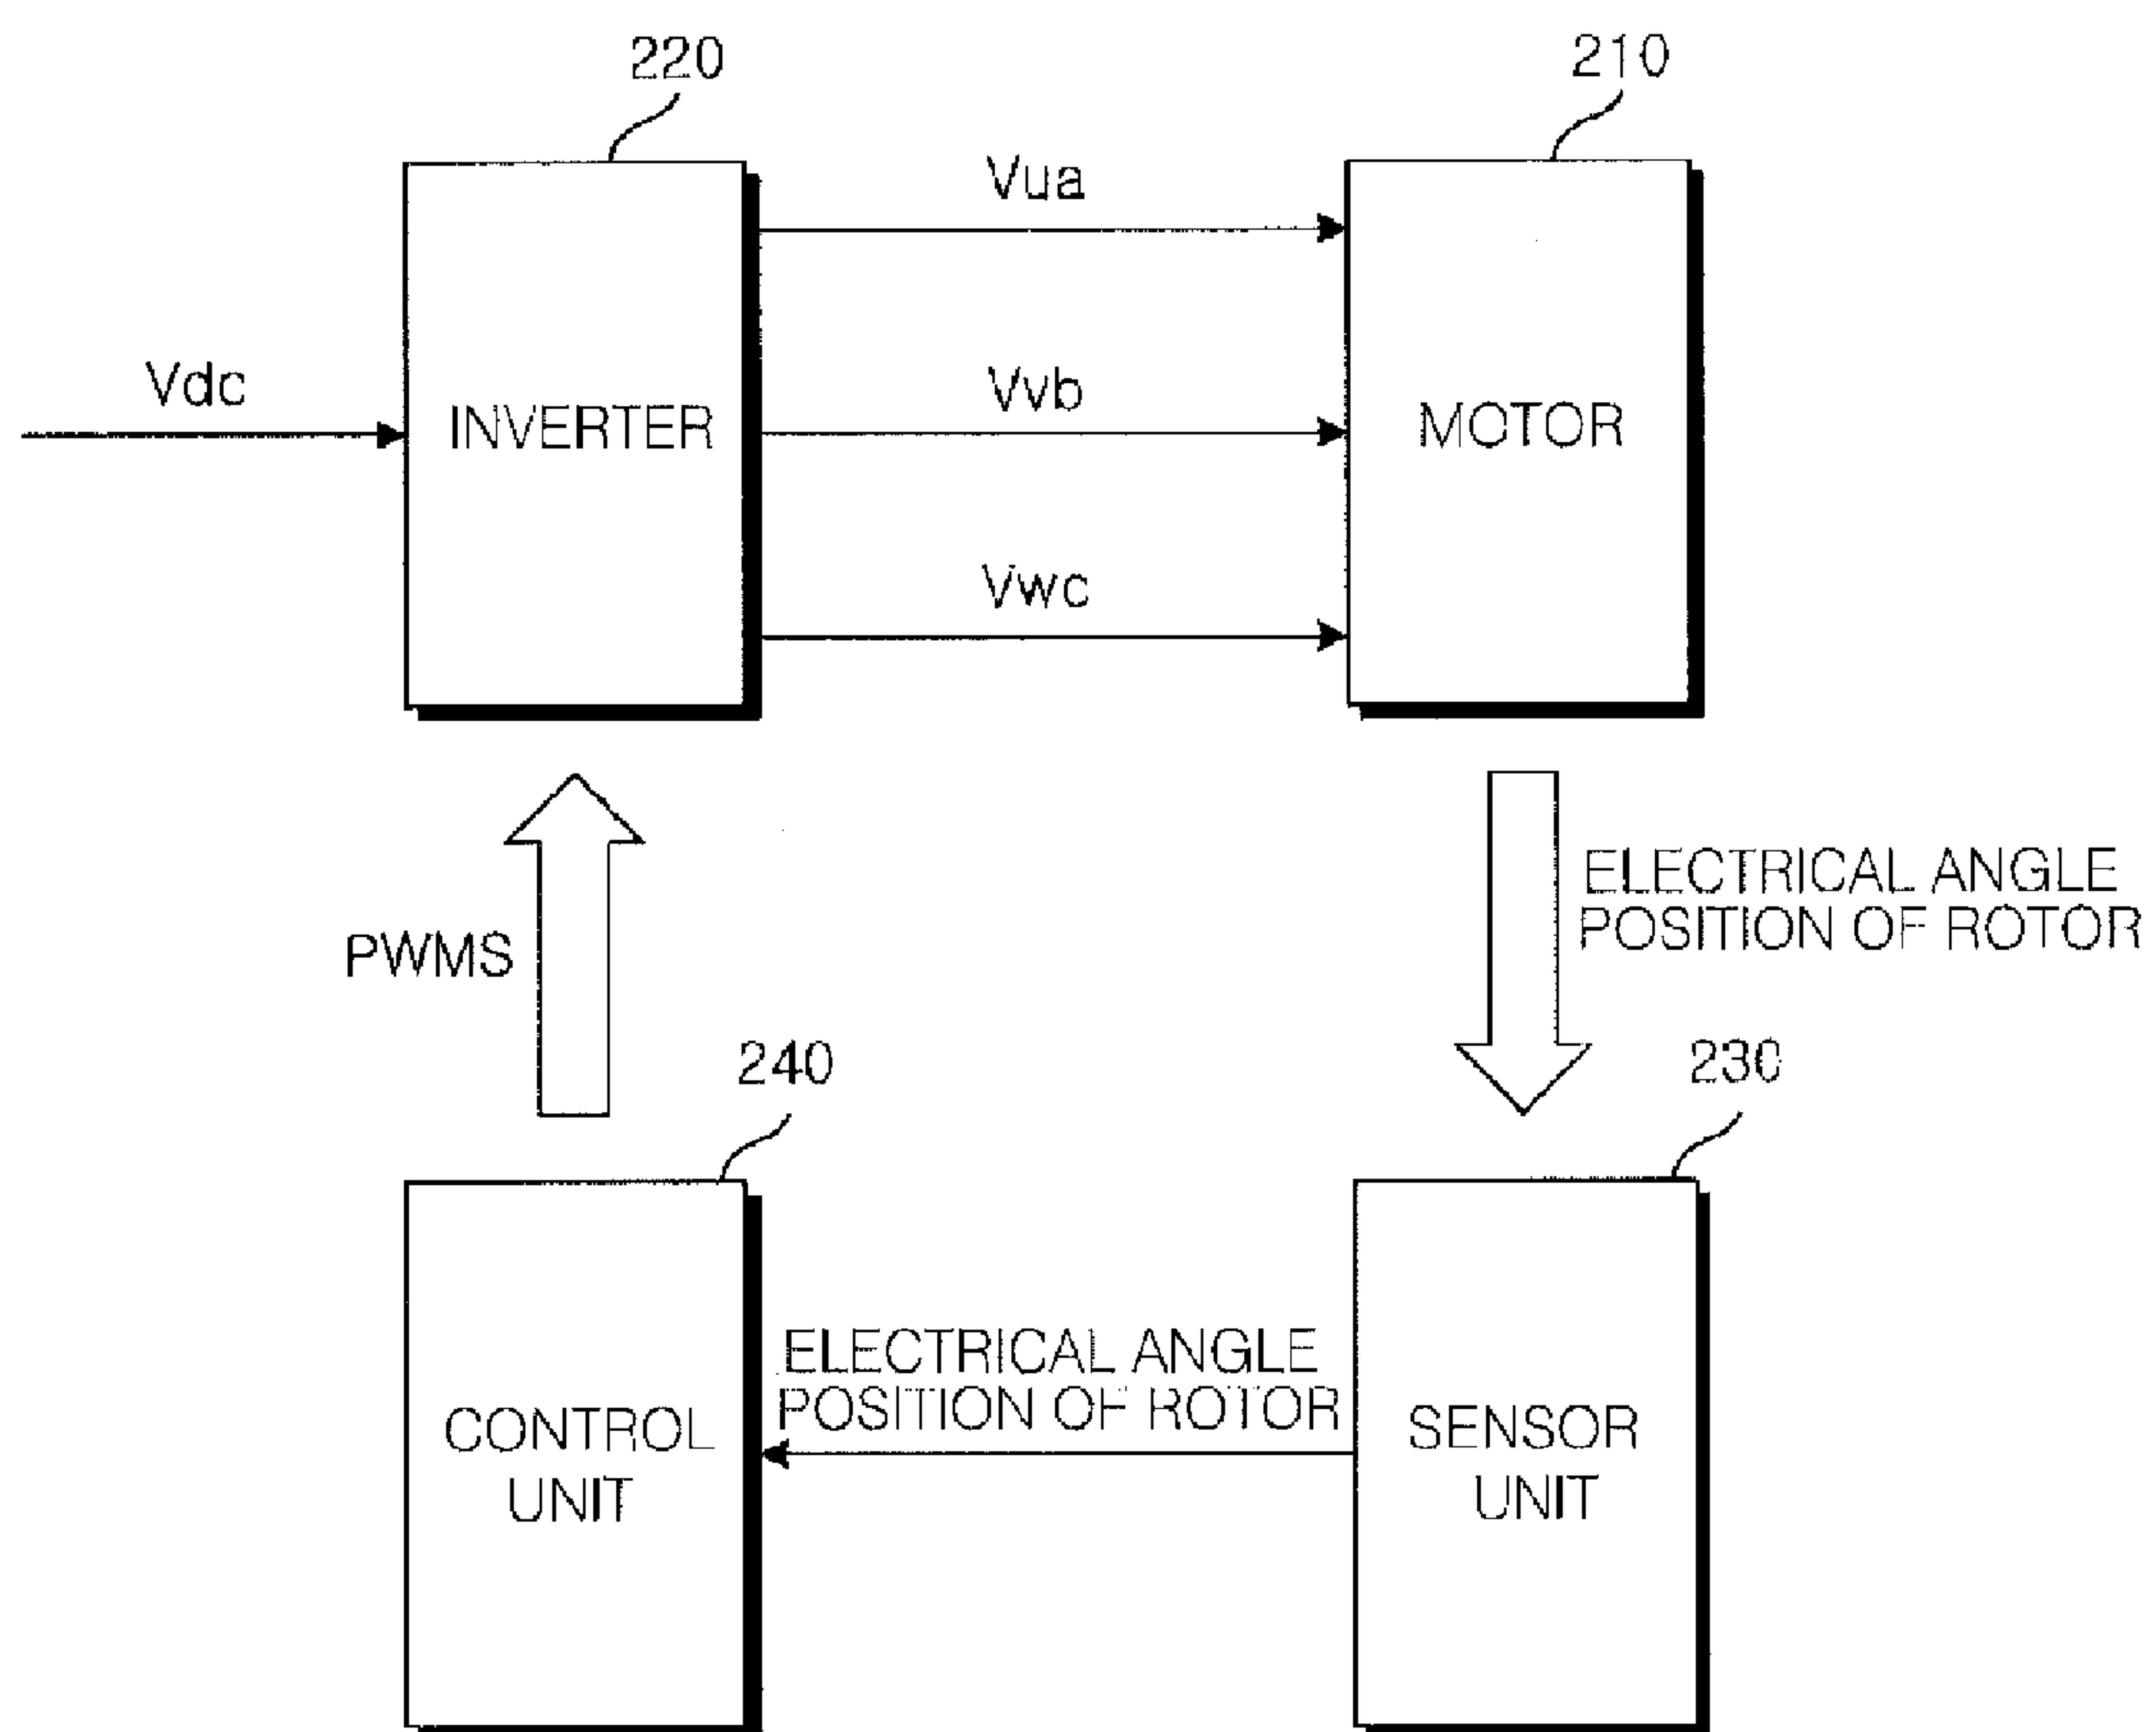 220
210
Vua
Vdc
Vvb
INVERTER
MOTOR
Vwc
ELECTRICAL ANGLE
POSITION OF ROTOR
PWMS
240
230
ELECTRICAL ANGLE
POSITION OF ROTOR
CONTROL
UNIT
SENSOR
UNIT